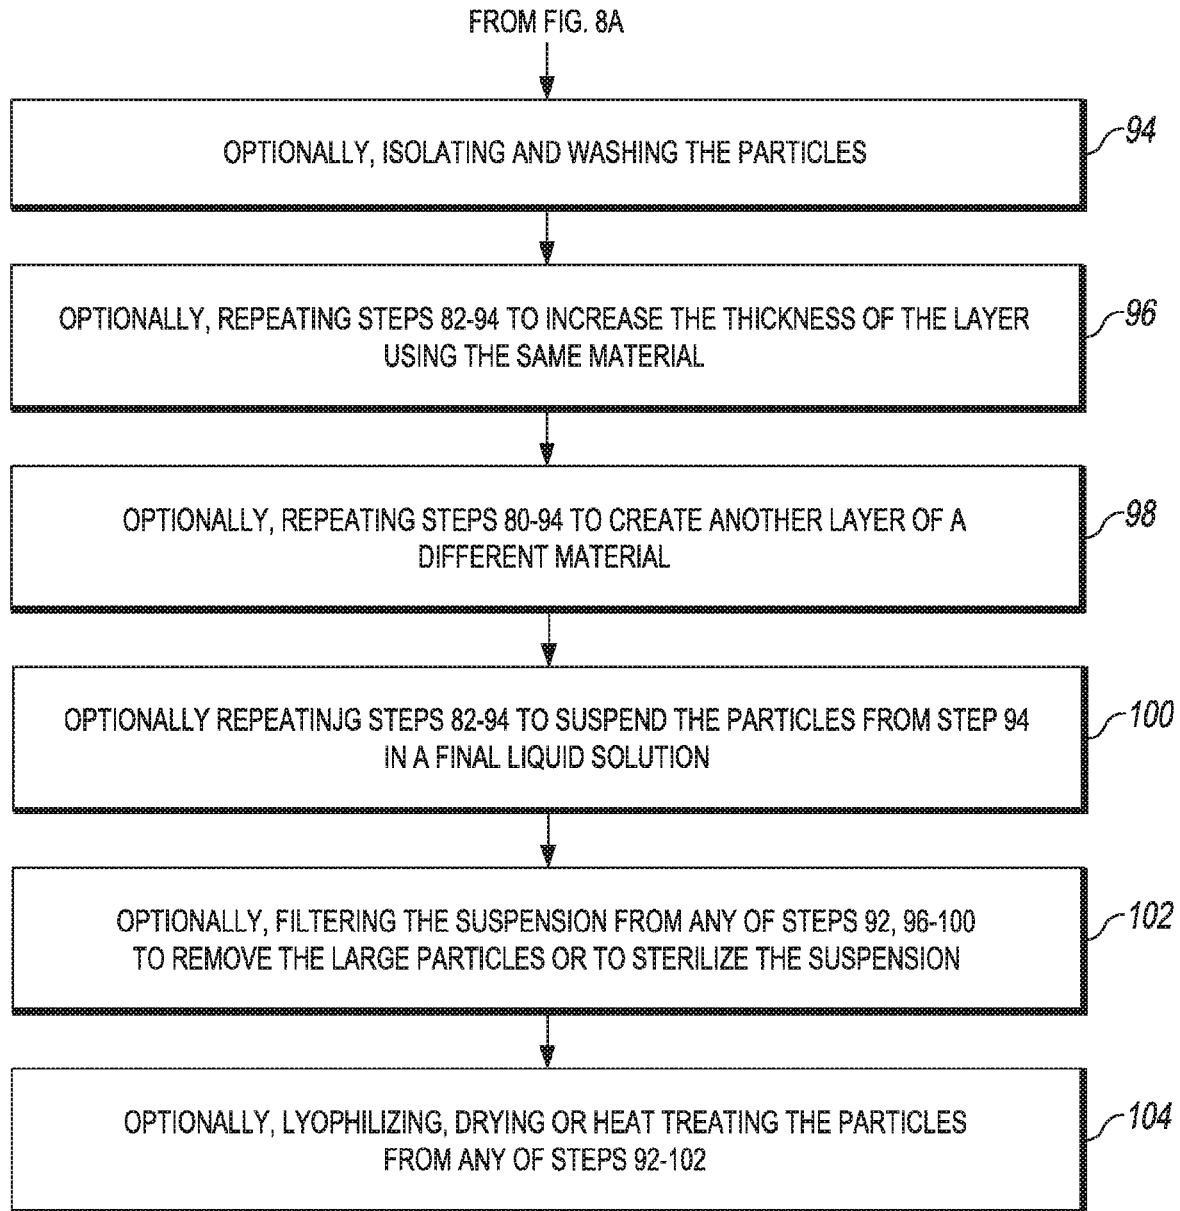 FROM FIG. 8A
OPTIONALLY, ISOLATING AND WASHING THE PARTICLES
94
OPTIONALLY, REPEATING STEPS 82-94 TO INCREASE THE THICKNESS OF THE LAYER
USING THE SAME MATERIAL
96
OPTIONALLY, REPEATING STEPS 80-94 TO CREATE ANOTHER LAYER OF A
DIFFERENT MATERIAL
98
OPTIONALLY REPEATINJG STEPS 82-94 TO SUSPEND THE PARTICLES FROM STEP 94
IN A FINAL LIQUID SOLUTION
100
OPTIONALLY, FILTERING THE SUSPENSION FROM ANY OF STEPS 92, 96-100
TO REMOVE THE LARGE PARTICLES OR TO STERILIZE THE SUSPENSION
102
OPTIONALLY, LYOPHILIZING, DRYING OR HEAT TREATING THE PARTICLES
FROM ANY OF STEPS 92-102
104